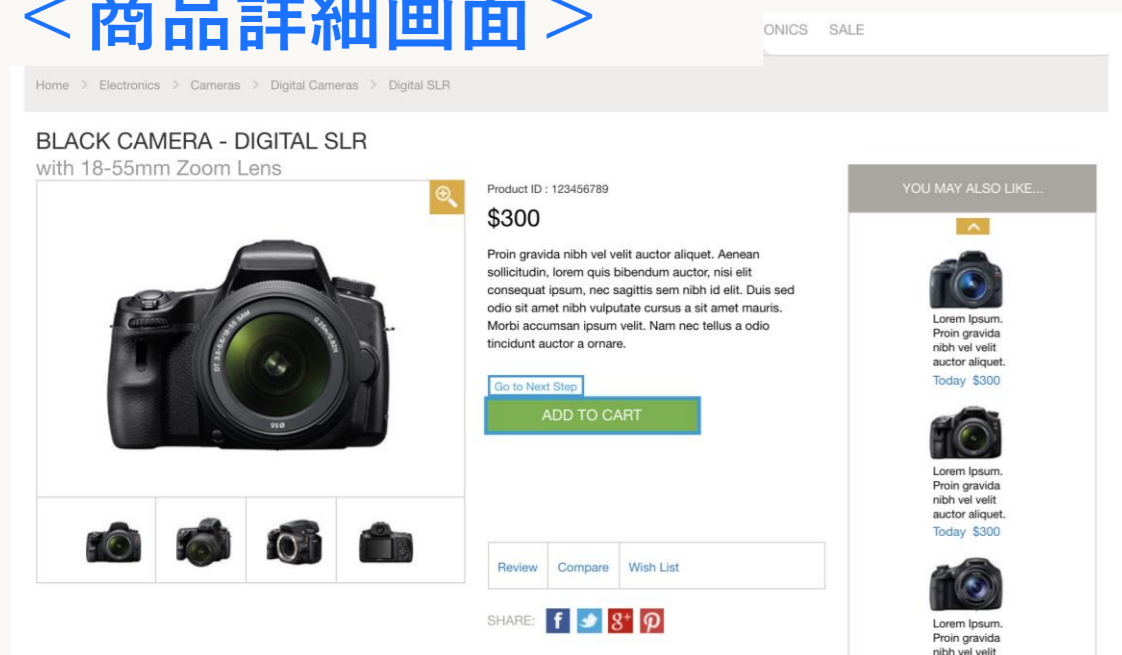 ＜商品詳細画面＞
ONICS SALE
Home > Electronics > Cameras > Digital Cameras > Digital SLR
BLACK CAMERA - DIGITAL SLR
with 18-55mm Zoom Lens
Product ID : 123456789
$300
Proin gravida nibh vel velit auctor aliquet. Aenean
sollicitudin, lorem quis bibendum auctor, nisi elit
consequat ipsum, nec sagittis sem nibh id elit. Duis sed
odio sit amet nibh vulputate cursus a sit amet mauris.
Morbi accumsan ipsum velit. Nam nec tellus a odio
tincidunt auctor a ornare.
Go to Next Step
ADD TO CART
Review
Compare
Wish List
SHARE:
YOU MAY ALSO LIKE...
Lorem Ipsum.
Proin gravida
nibh vel velit
auctor aliquet.
Today $300
Lorem Ipsum.
Proin gravida
nibh vel velit
auctor aliquet.
Today $300
Lorem Ipsum.
Proin gravida
nibh vel velit